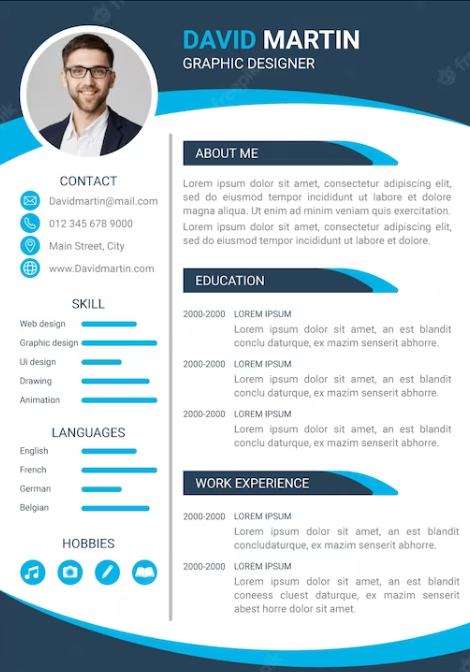 DAVID MARTIN
GRAPHIC DESIGNER
CONTACT
Davidmartin@mail.com
012 345 678 9000
Main Street, City
www.Davidmartin.com
SKILL
Web design
Graphic design
Ui design
Drawing
Animation
LANGUAGES
English
French
German
Belgian
HOBBIES
ABOUT ME
Lorem ipsum dolor sit amet, consectetur adipiscing elit,
sed do eiusmod tempor incididunt ut labore et dolore
magna aliqua. Ut enim ad minim veniam quis exercitation.
Lorem ipsum dolor sit amet, consectetur adipiscing elit,
sed do eiusmod tempor incididunt ut labore et dolore.
EDUCATION
2000-2000 LOREM IPSUM
Lorem ipsum dolor sit amet, an est blandit
conclu daturque, ex mazim senserit abhorre.
2000-2000 LOREM IPSUM
Lorem ipsum dolor sit amet, an est blandit
conclu daturque, ex mazim senserit abhorre.
2000-2000 LOREM IPSUM
Lorem ipsum dolor sit amet, an est blandit
conclu daturque, ex mazim senserit abhorre.
WORK EXPERIENCE
2000-2000 LOREM IPSUM
Lorem ipsum dolor sit amet, an est blandit
concludaturque, ex mazim senserit abhorre.
2000-2000 LOREM IPSUM
Lorem ipsum dolor sit amet, an est blandit
coneess cluest daturque, ex mazim senserit
abest horre dolor sit amet.